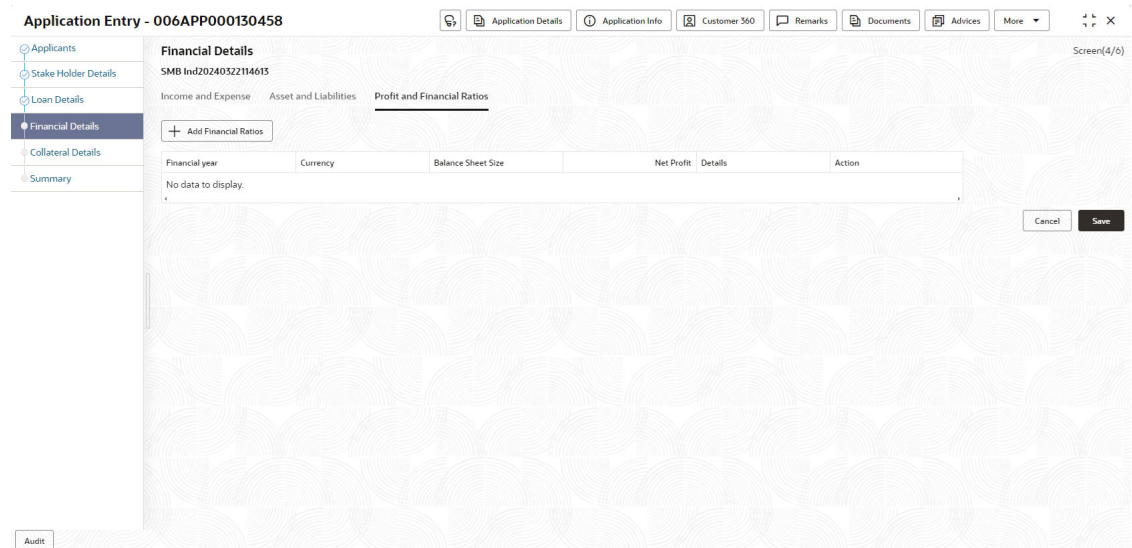 Application Entry - 006APP000130458
Application Details
Application Info
Customer 360
Remarks
Documents
Advices
More
Applicants
Stake Holder Details
Loan Details
Financial Details
Collateral Details
Summary
Financial Details
Screen(4/6)
SMB Ind20240322114613
Income and Expense Asset and Liabilities Profit and Financial Ratios
+ Add Financial Ratios
Financial year Currency Balance Sheet Size Net Profit Details Action
No data to display.
Cancel
Save
Audit